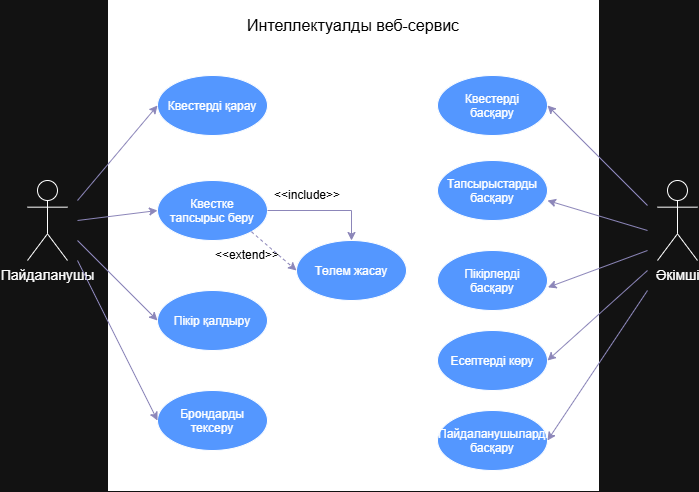 Интеллектуалды веб-сервис
Квестерді қарау
Квестке
тапсырыс беру
<<include>>
<<extend>>
Төлем жасау
Пікір қалдыру
Брондарды
тексеру
Пайдаланушы
Квестерді
басқару
Тапсырыстарды
басқару
Пікірлерді
басқару
Есептерді көру
Пайдаланушыларды
басқару
Әкімші